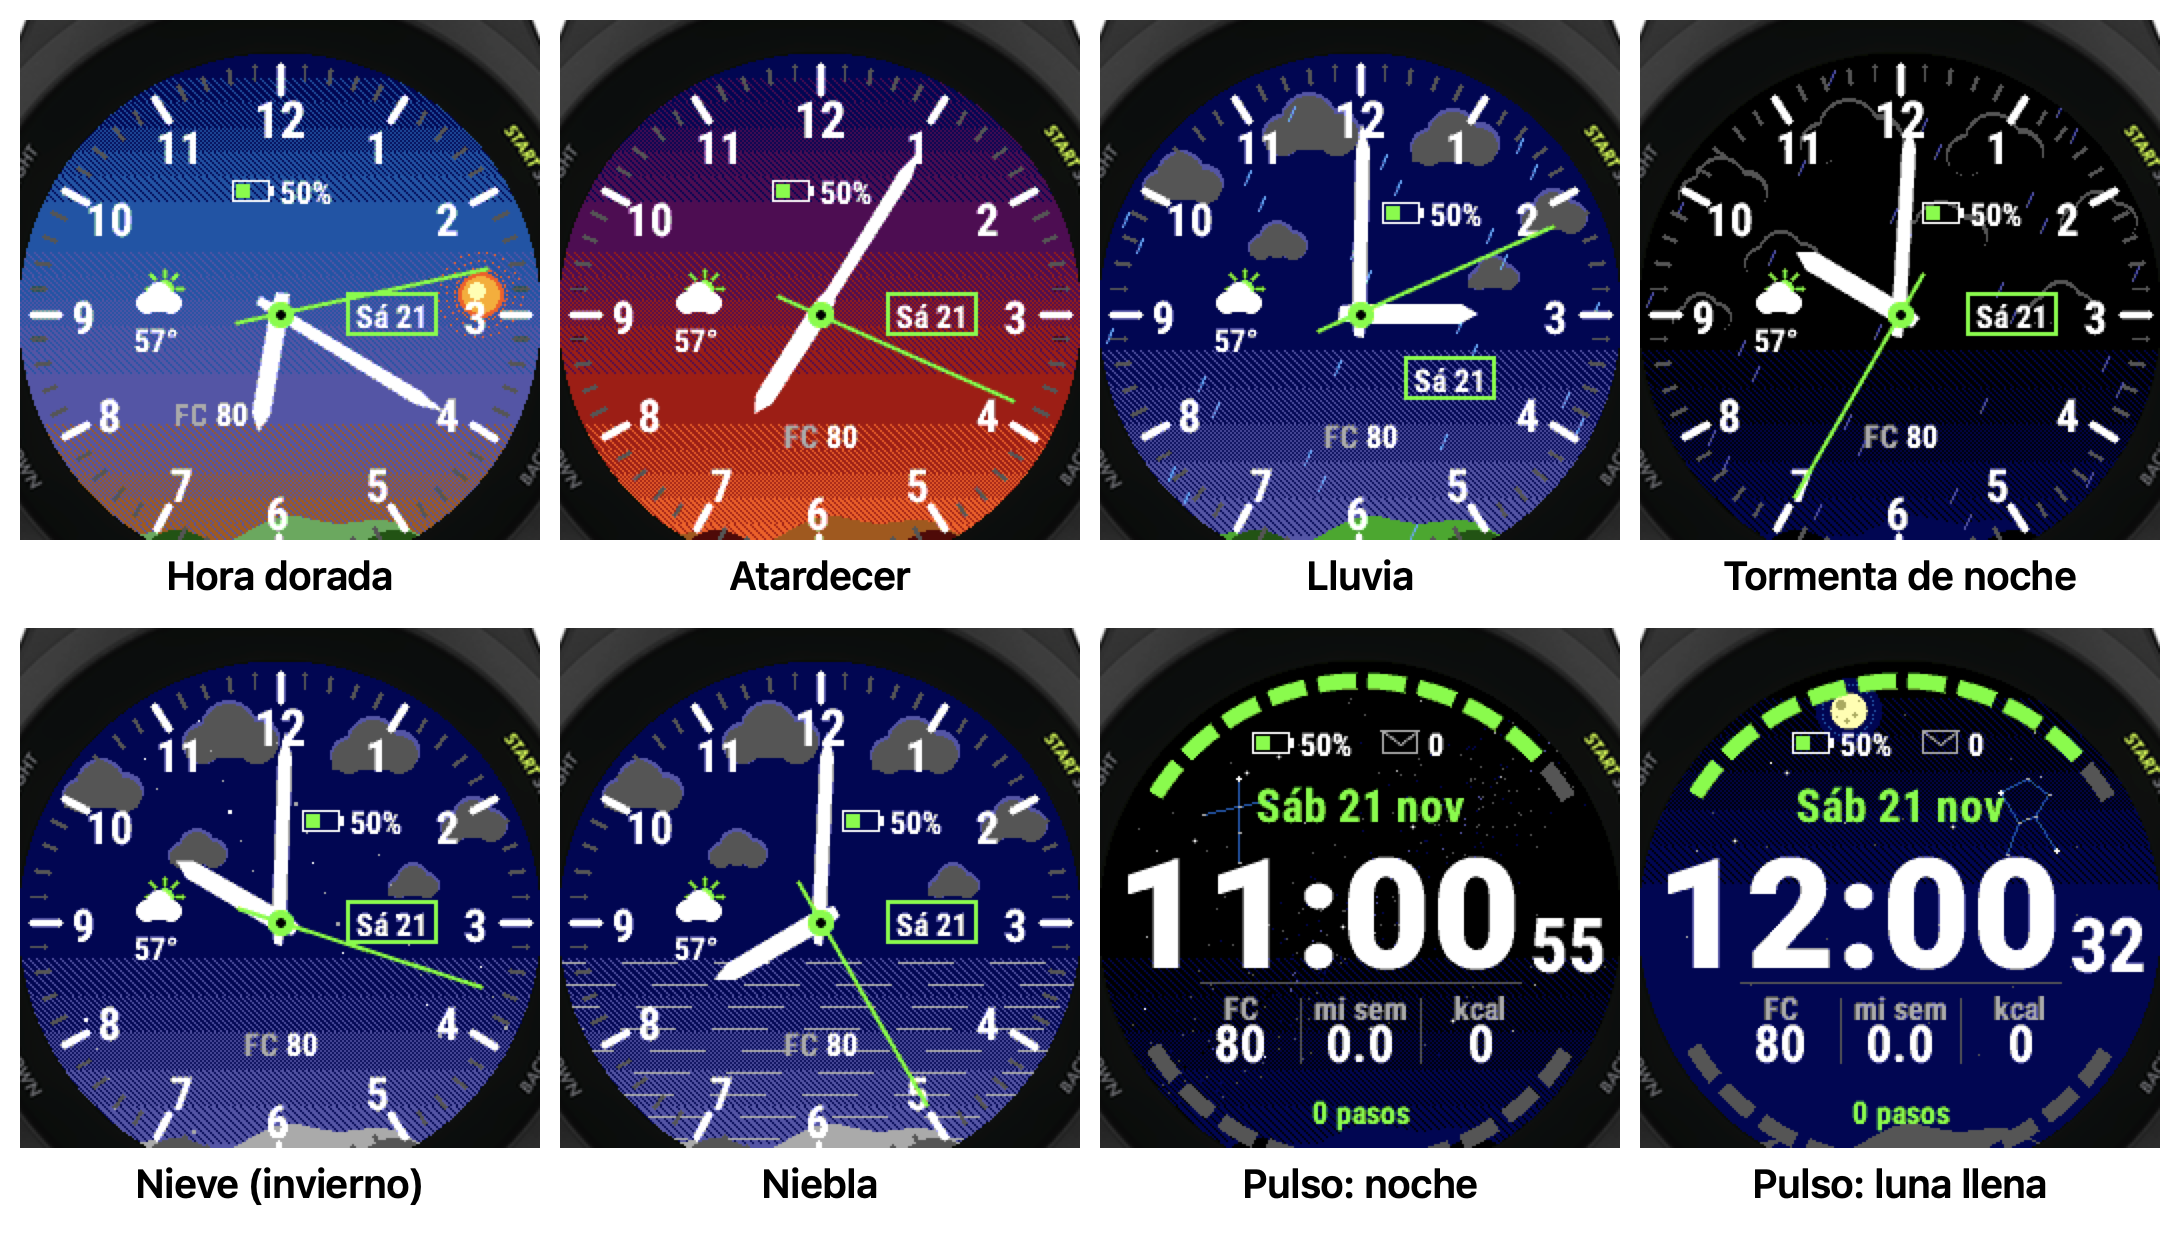 12
11 1
50%
10 2
57°
Sá 21
9 3
FC 80
8 4
7 5
6
START
Hora dorada
12
11 1
50%
10 2
57°
Sá 21
9 3
FC 80
8 4
7 5
6
START
Atardecer
12
11 1
50%
10 2
57°
9 3
Sá 21
FC 80
8 4
7 5
6
START
Lluvia
12
11 1
50%
10 2
57°
Sá 21
9 3
FC 80
8 4
7 5
6
START
Tormenta de noche
12
11 1
50%
10 2
57°
Sá 21
9 3
FC 80
8 4
7 5
6
START
Nieve (invierno)
12
11 1
50%
10 2
57°
Sá 21
9 3
FC 80
8 4
7 5
6
START
Niebla
50% 0
Sáb 21 nov
11:00 55
FC mi sem kcal
80 0.0 0
0 pasos
START
Pulso: noche
50% 0
Sáb 21 nov
12:00 32
FC mi sem kcal
80 0.0 0
0 pasos
START
Pulso: luna llena